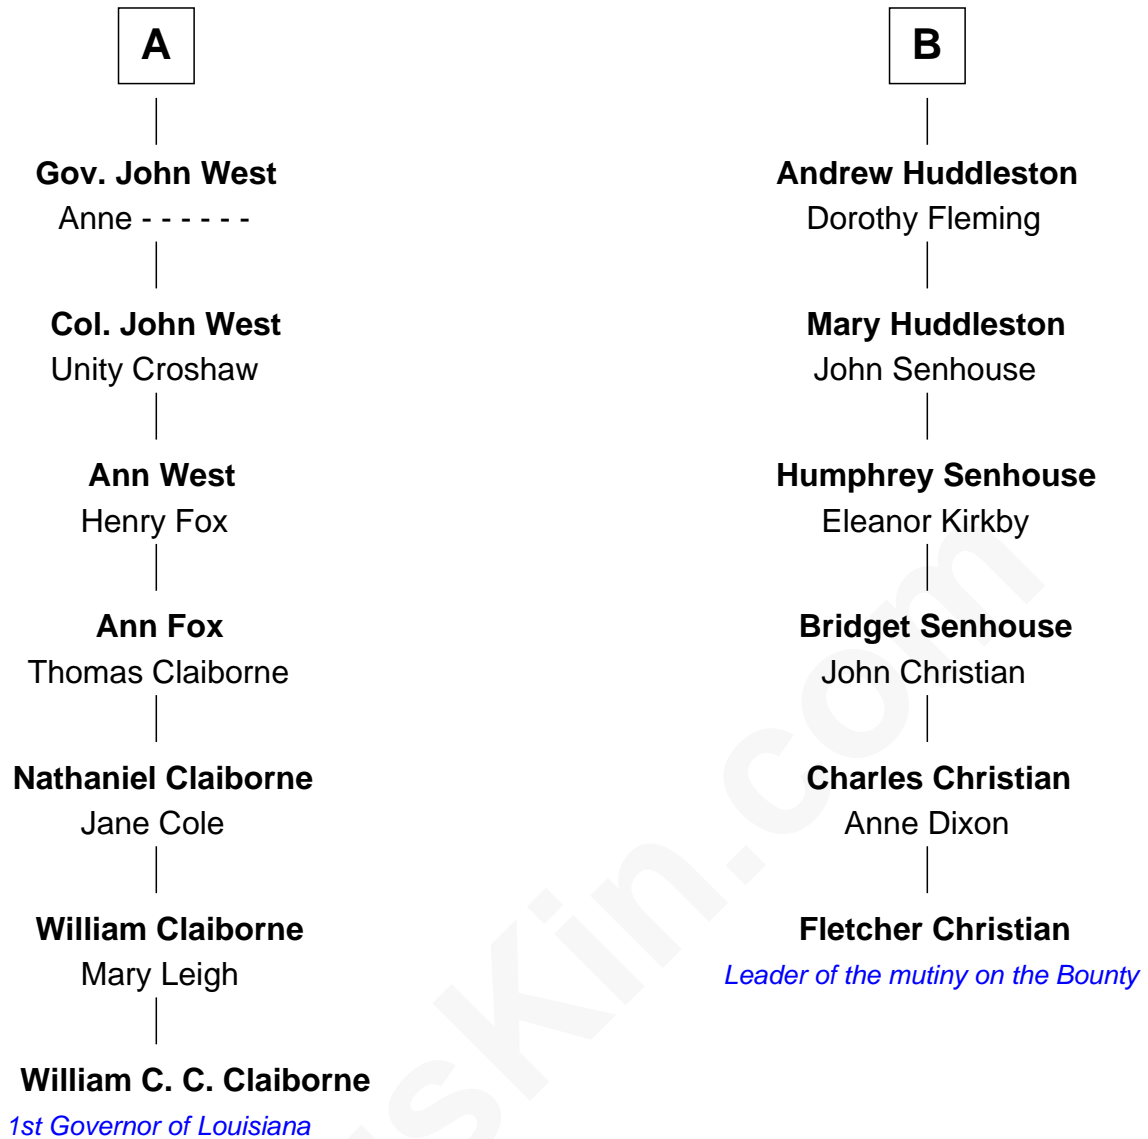 A
Gov. John West
Anne - - - - - -
Col. John West
Unity Croshaw
Ann West
Henry Fox
Ann Fox
Thomas Claiborne
Nathaniel Claiborne
Jane Cole
William Claiborne
Mary Leigh
William C. C. Claiborne
1st Governor of Louisiana
B
Andrew Huddleston
Dorothy Fleming
Mary Huddleston
John Senhouse
Humphrey Senhouse
Eleanor Kirkby
Bridget Senhouse
John Christian
Charles Christian
Anne Dixon
Fletcher Christian
Leader of the mutiny on the Bounty